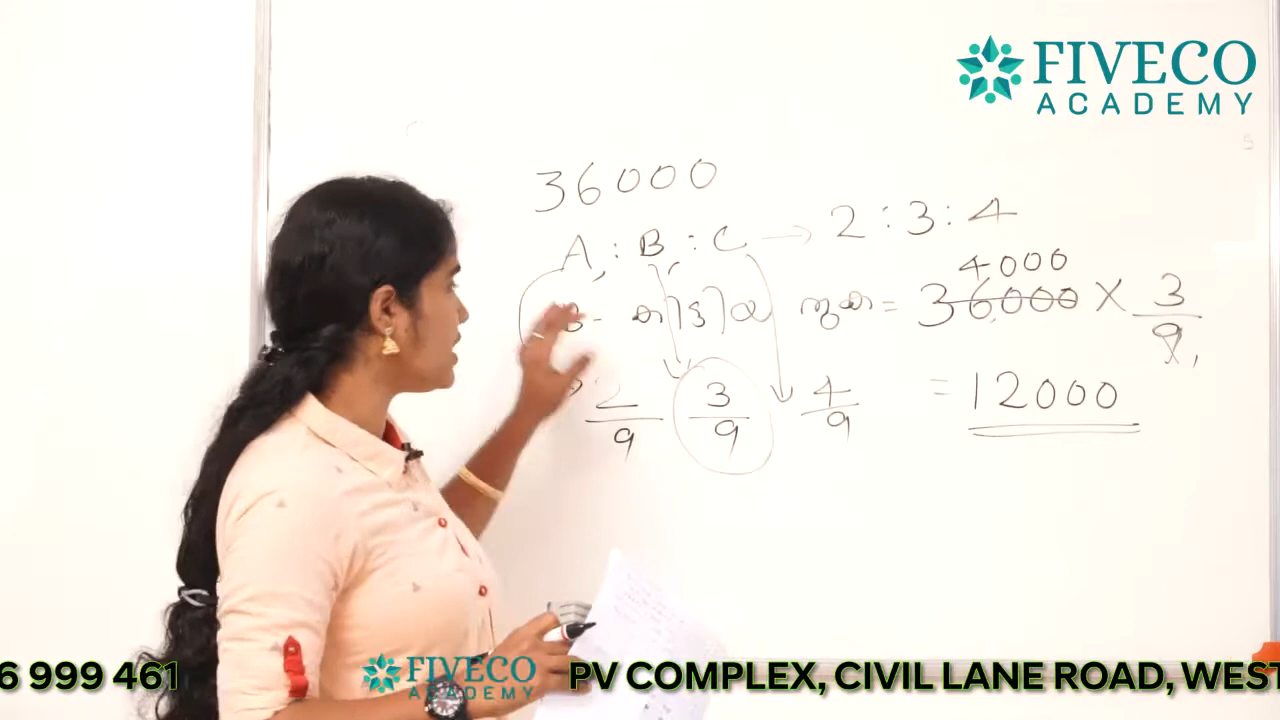 FIVECO
ACADEMY
36000
A : B : C → 2 : 3 : 4
4000
തുക = 36000 × 3/9
2/9 3/9 4/9 = 12000
6 999 461 FIVECO ACADEMY PV COMPLEX, CIVIL LANE ROAD, WEST